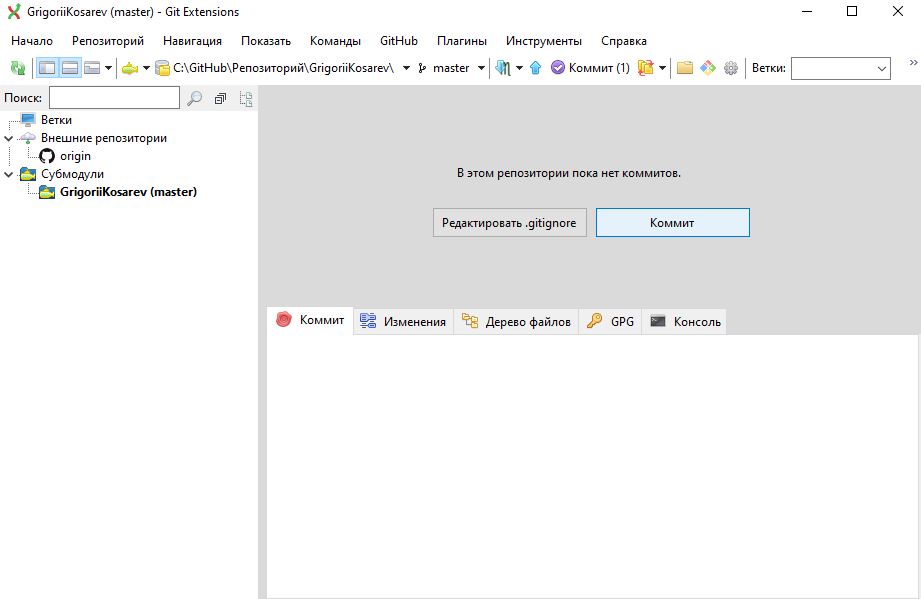 GrigoriiKosarev (master) - Git Extensions
Начало Репозиторий Навигация Показать Команды GitHub Плагины Инструменты Справка
C:\GitHub\Репозиторий\GrigoriiKosarev\ master Коммит (1) Ветки: »
Поиск:
Ветки
Внешние репозитории
origin
Субмодули
GrigoriiKosarev (master)
В этом репозитории пока нет коммитов.
Редактировать .gitignore Коммит
Коммит Изменения Дерево файлов GPG Консоль